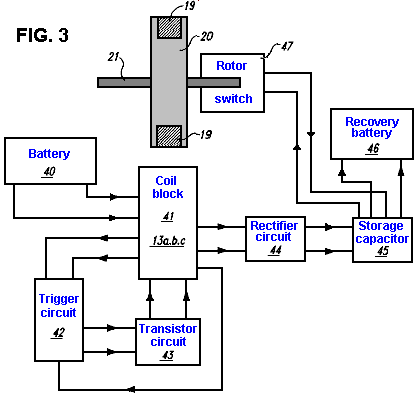 FIG. 3
19
20
21
47
Rotor
switch
19
Recovery
battery
46
Battery
40
Coil
block
41
13a.b.c
Rectifier
circuit
44
Storage
capacitor
45
Trigger
circuit
42
Transistor
circuit
43